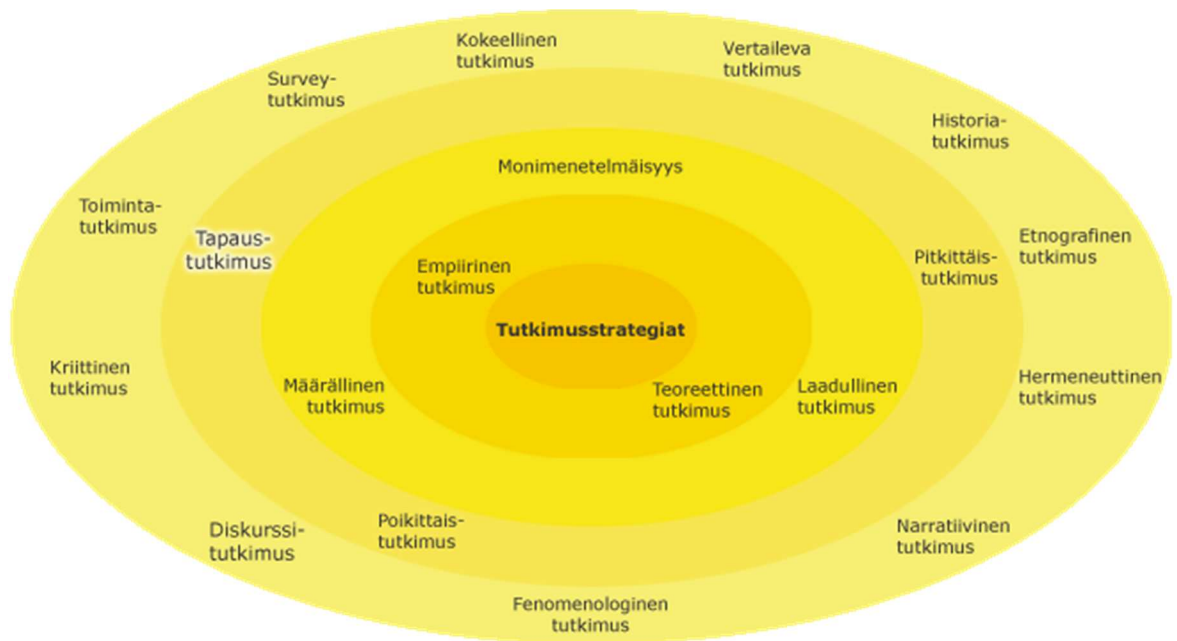 Kokeellinen
tutkimus
Vertaileva
tutkimus
Survey-
tutkimus
Historia-
tutkimus
Monimenetelmäisyys
Toiminta-
tutkimus
Tapaus-
tutkimus
Etnografinen
tutkimus
Pitkittäis-
tutkimus
Empiirinen
tutkimus
Tutkimusstrategiat
Kriittinen
tutkimus
Määrällinen
tutkimus
Teoreettinen
tutkimus
Laadullinen
tutkimus
Hermeneuttinen
tutkimus
Diskurssi-
tutkimus
Poikittais-
tutkimus
Narratiivinen
tutkimus
Fenomenologinen
tutkimus